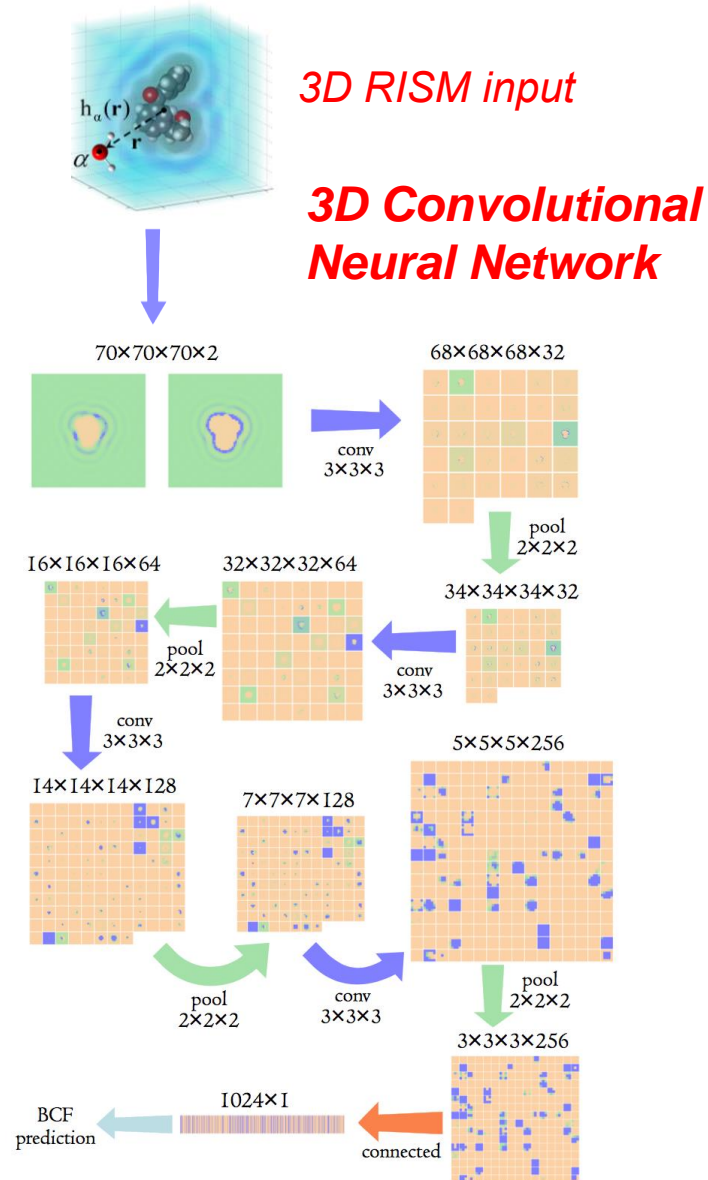 3D RISM input
hα(r)
r
α
3D Convolutional
Neural Network
70×70×70×2
68×68×68×32
conv
3×3×3
pool
2×2×2
34×34×34×32
conv
3×3×3
32×32×32×64
pool
2×2×2
16×16×16×64
conv
3×3×3
14×14×14×128
pool
2×2×2
7×7×7×128
conv
3×3×3
5×5×5×256
pool
2×2×2
3×3×3×256
connected
1024×1
BCF
prediction